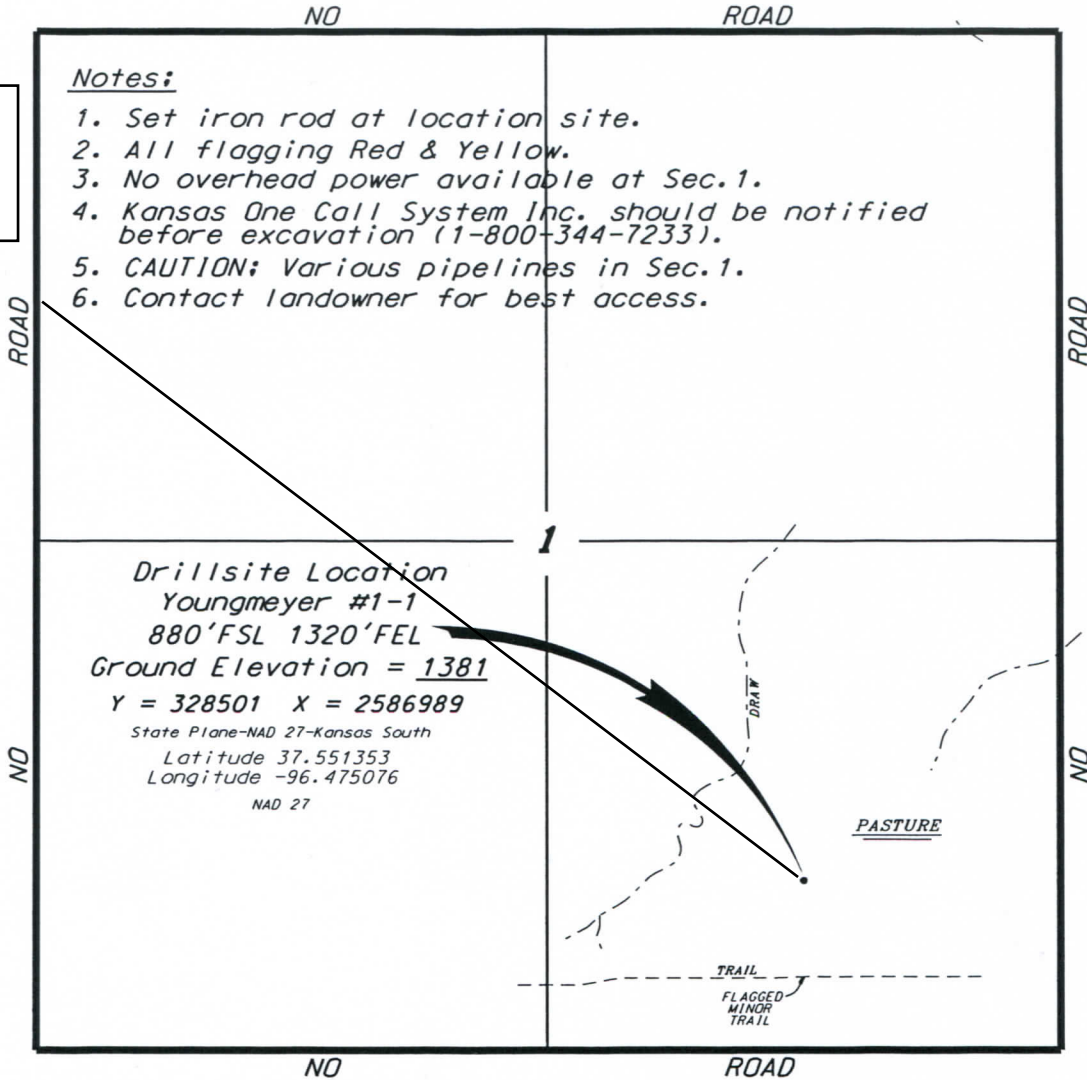 NO ROAD
Notes:
1. Set iron rod at location site.
2. All flagging Red & Yellow.
3. No overhead power available at Sec.1.
4. Kansas One Call System Inc. should be notified
before excavation (1-800-344-7233).
5. CAUTION: Various pipelines in Sec.1.
6. Contact landowner for best access.
ROAD
ROAD
1
Drillsite Location
Youngmeyer #1-1
880'FSL 1320'FEL
Ground Elevation = 1381
Y = 328501 X = 2586989
State Plane-NAD 27-Kansas South
Latitude 37.551353
Longitude -96.475076
NAD 27
DRAW
NO
NO
PASTURE
TRAIL
FLAGGED
MINOR
TRAIL
NO ROAD